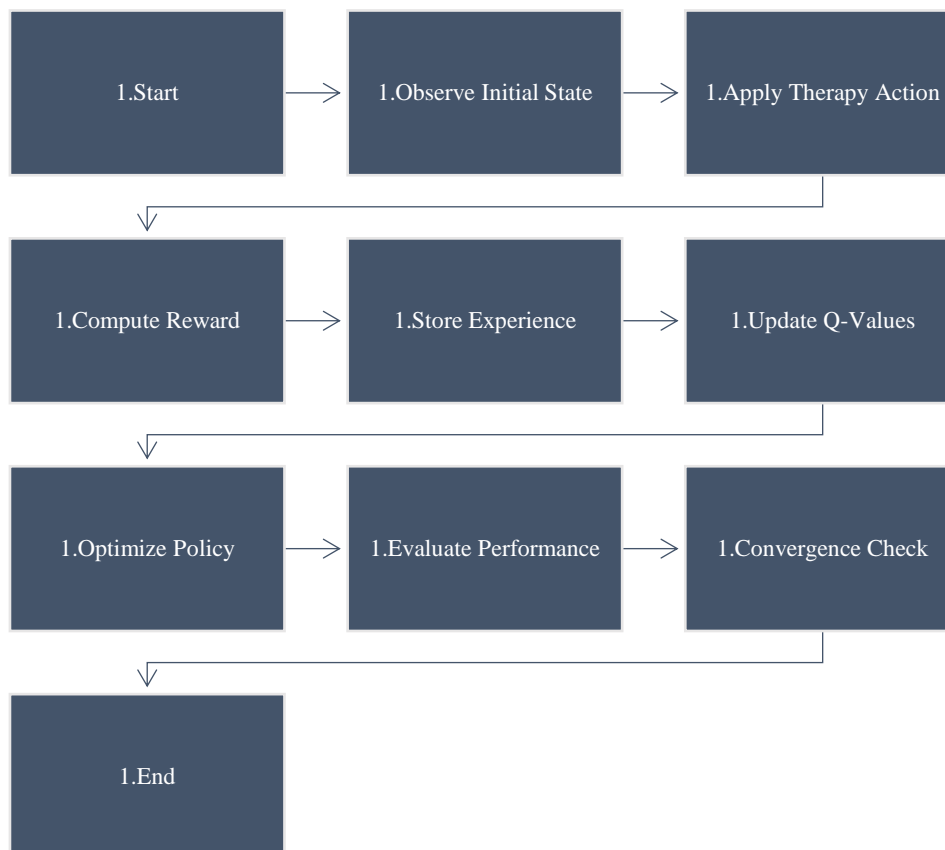 1.Start
1.Observe Initial State
1.Apply Therapy Action
1.Compute Reward
1.Store Experience
1.Update Q-Values
1.Optimize Policy
1.Evaluate Performance
1.Convergence Check
1.End